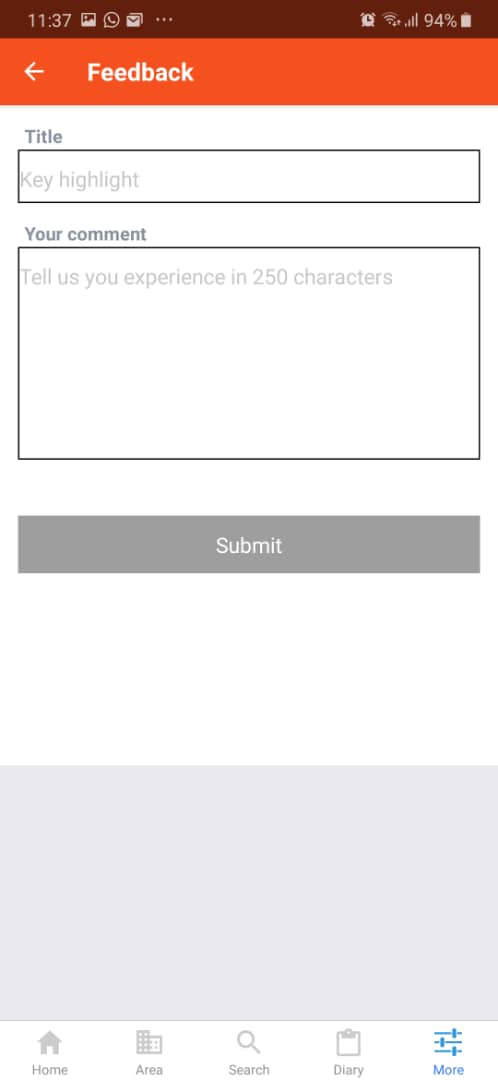 11:37 ... 94%
Feedback
Title
Key highlight
Your comment
Tell us you experience in 250 characters
Submit
Home Area Search Diary More